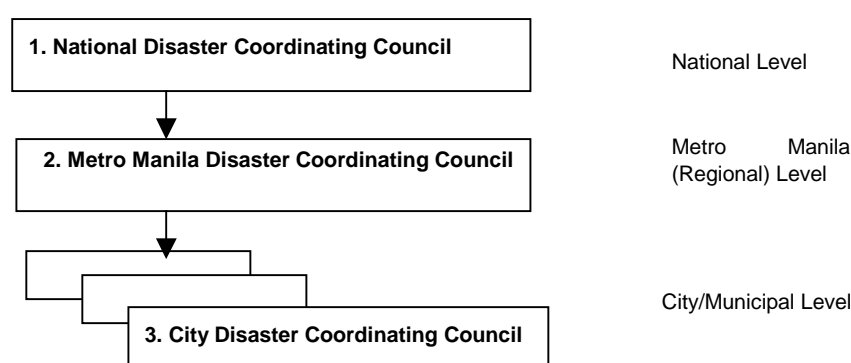 1. National Disaster Coordinating Council
National Level
2. Metro Manila Disaster Coordinating Council
Metro Manila
(Regional) Level
City/Municipal Level
3. City Disaster Coordinating Council